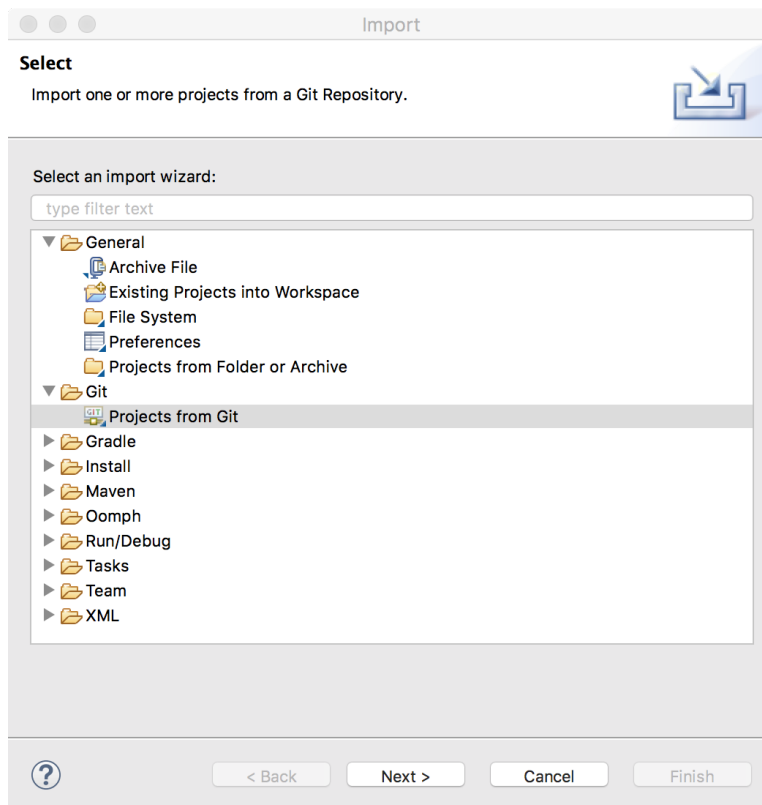 Import
Select
Import one or more projects from a Git Repository.
Select an import wizard:
type filter text
General
Archive File
Existing Projects into Workspace
File System
Preferences
Projects from Folder or Archive
Git
GIT
Projects from Git
Gradle
Install
Maven
Oomph
Run/Debug
Tasks
Team
XML
?
< Back
Next >
Cancel
Finish